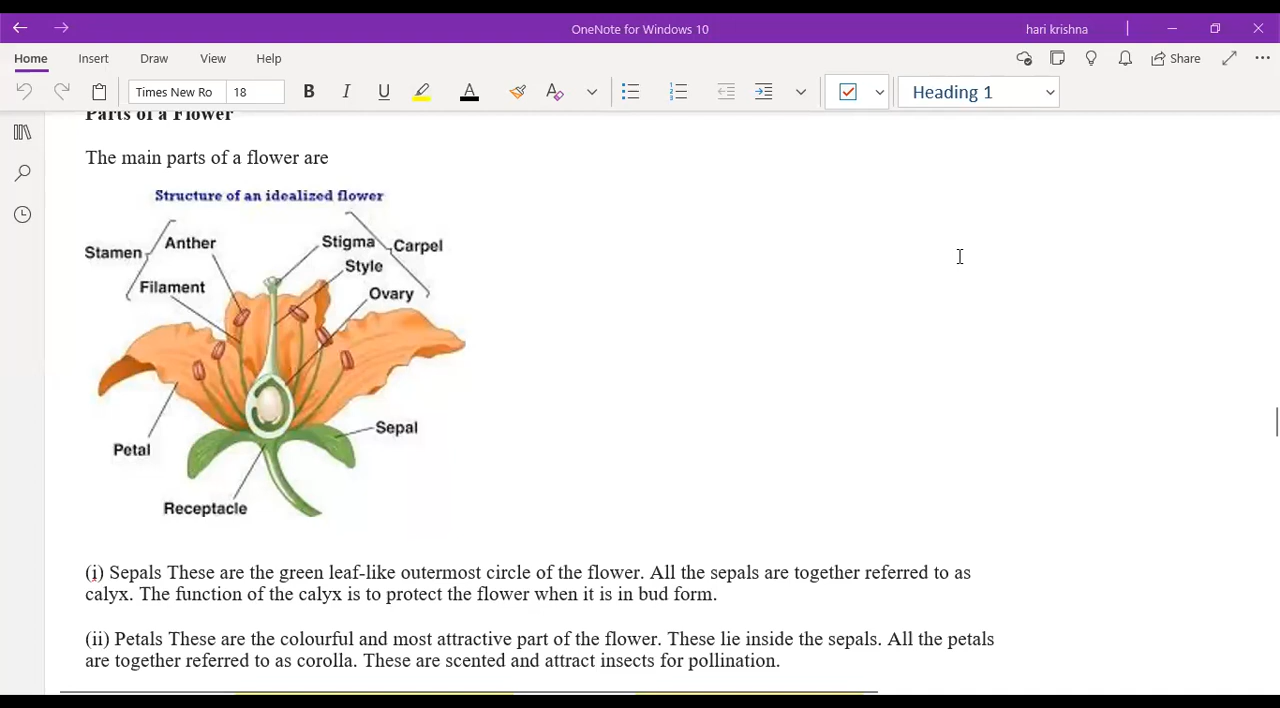 OneNote for Windows 10
hari krishna
Home Insert Draw View Help
Share
Times New Ro 18 B I U A A Heading 1
Parts of a Flower
The main parts of a flower are
Structure of an idealized flower
Stamen
Anther
Filament
Stigma
Style
Ovary
Carpel
Petal
Sepal
Receptacle
(i) Sepals These are the green leaf-like outermost circle of the flower. All the sepals are together referred to as
calyx. The function of the calyx is to protect the flower when it is in bud form.
(ii) Petals These are the colourful and most attractive part of the flower. These lie inside the sepals. All the petals
are together referred to as corolla. These are scented and attract insects for pollination.